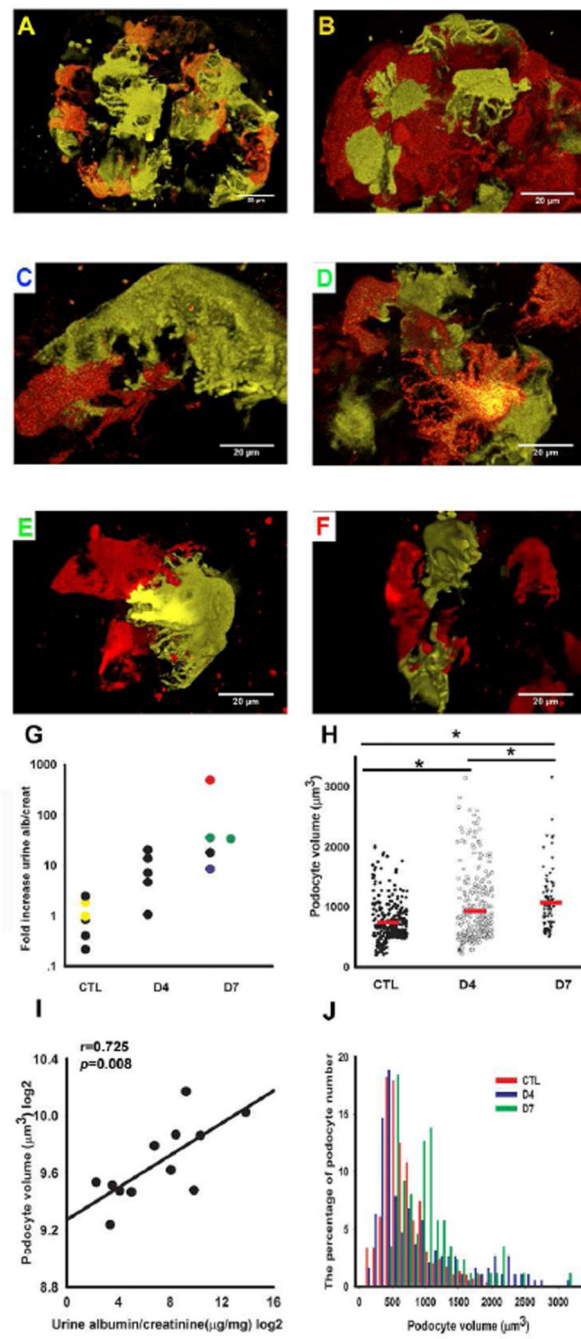 A
B
20 µm
20 µm
C
D
20 µm
20 µm
E
F
20 µm
20 µm
G
Fold increase urine alb/creat
1000
100
10
1
.1
CTL
D4
D7
H
Podocyte volume (µm³)
*
*
*
3000
2000
1000
0
CTL
D4
D7
I
r=0.725
p=0.008
Podocyte volume (µm³) log2
10.4
10.0
9.6
9.2
8.8
0
4
8
12
16
Urine albumin/creatinine(µg/mg) log2
J
The percentage of podocyte number
20
15
10
5
0
CTL
D4
D7
0
500
1000
1500
2000
3000
Podocyte volume (µm³)